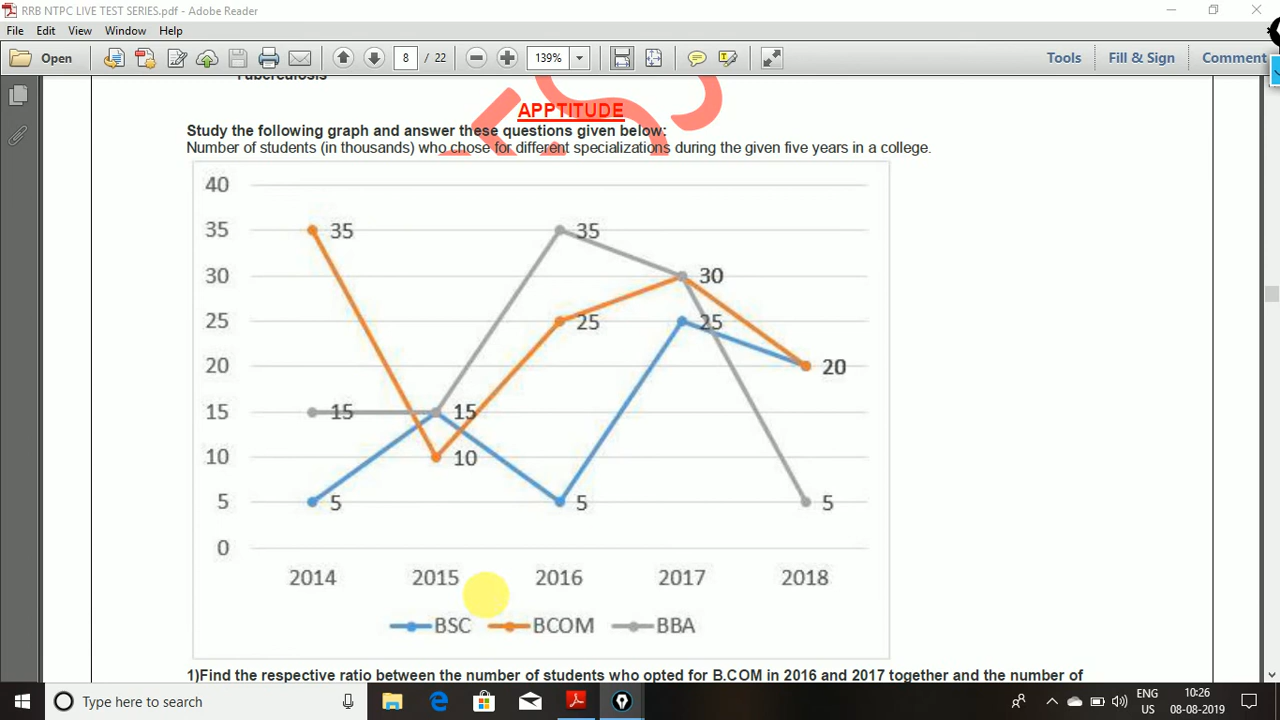 RRB NTPC LIVE TEST SERIES.pdf - Adobe Reader
File Edit View Window Help
Open 8 / 22 139% Tools Fill & Sign Comment
Tuberculosis
APPTITUDE
Study the following graph and answer these questions given below:
Number of students (in thousands) who chose for different specializations during the given five years in a college.
40
35 35 35
30 30
25 25 25
20 20
15 15 15
10 10
5 5 5 5
0
2014 2015 2016 2017 2018
BSC BCOM BBA
1)Find the respective ratio between the number of students who opted for B.COM in 2016 and 2017 together and the number of
Type here to search
ENG 10:26
US 08-08-2019